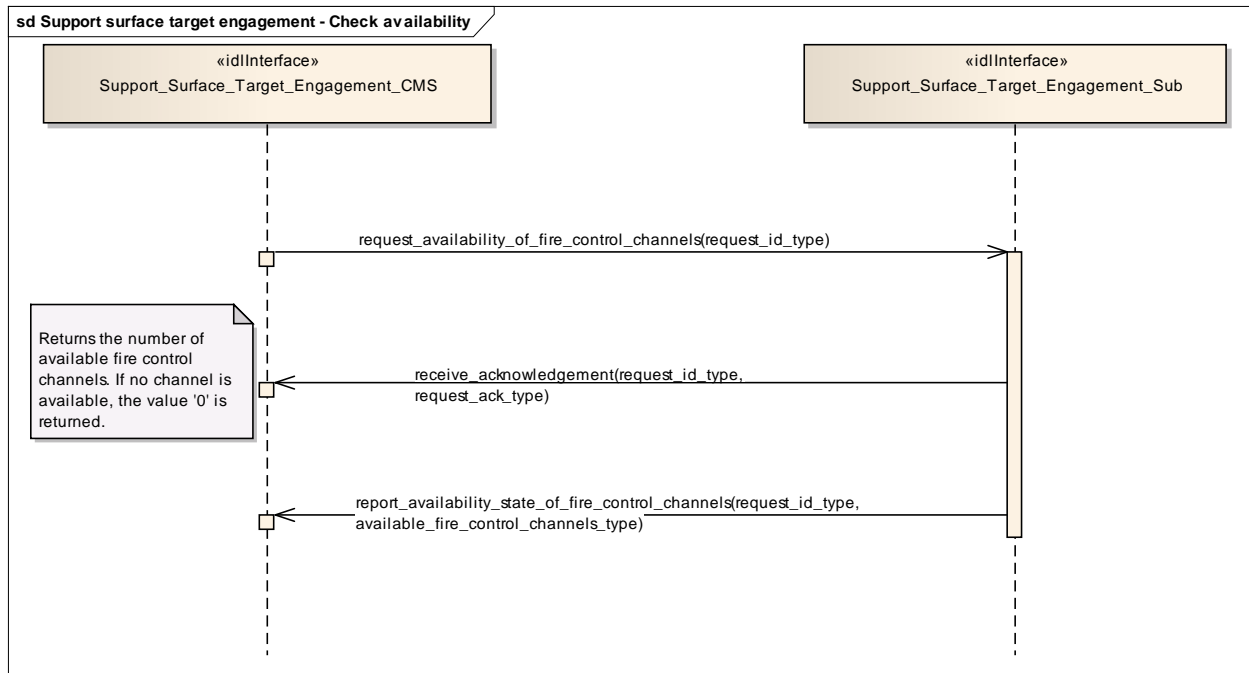 sd Support surface target engagement - Check availability
«idlInterface»
Support_Surface_Target_Engagement_CMS
«idlInterface»
Support_Surface_Target_Engagement_Sub
request_availability_of_fire_control_channels(request_id_type)
Returns the number of
available fire control
channels. If no channel is
available, the value '0' is
returned.
receive_acknowledgement(request_id_type,
request_ack_type)
report_availability_state_of_fire_control_channels(request_id_type,
available_fire_control_channels_type)